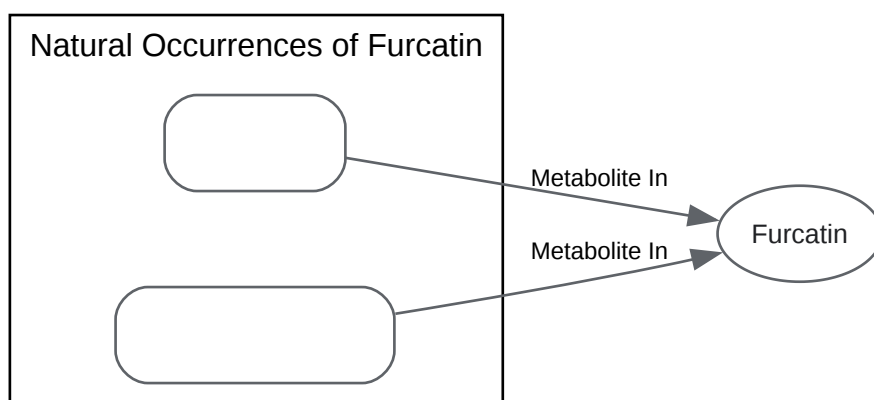 Natural Occurrences of Furcatin
Metabolite In
Furcatin
Metabolite In